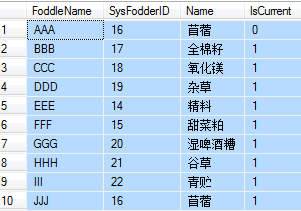 FoddleName SysFodderID Name IsCurrent
1 AAA 16 苜蓿 0
2 BBB 17 全棉籽 1
3 CCC 18 氧化镁 1
4 DDD 19 杂草 1
5 EEE 14 精料 1
6 FFF 15 甜菜粕 1
7 GGG 20 湿啤酒糟 1
8 HHH 21 谷草 1
9 III 22 青贮 1
10 JJJ 16 苜蓿 1